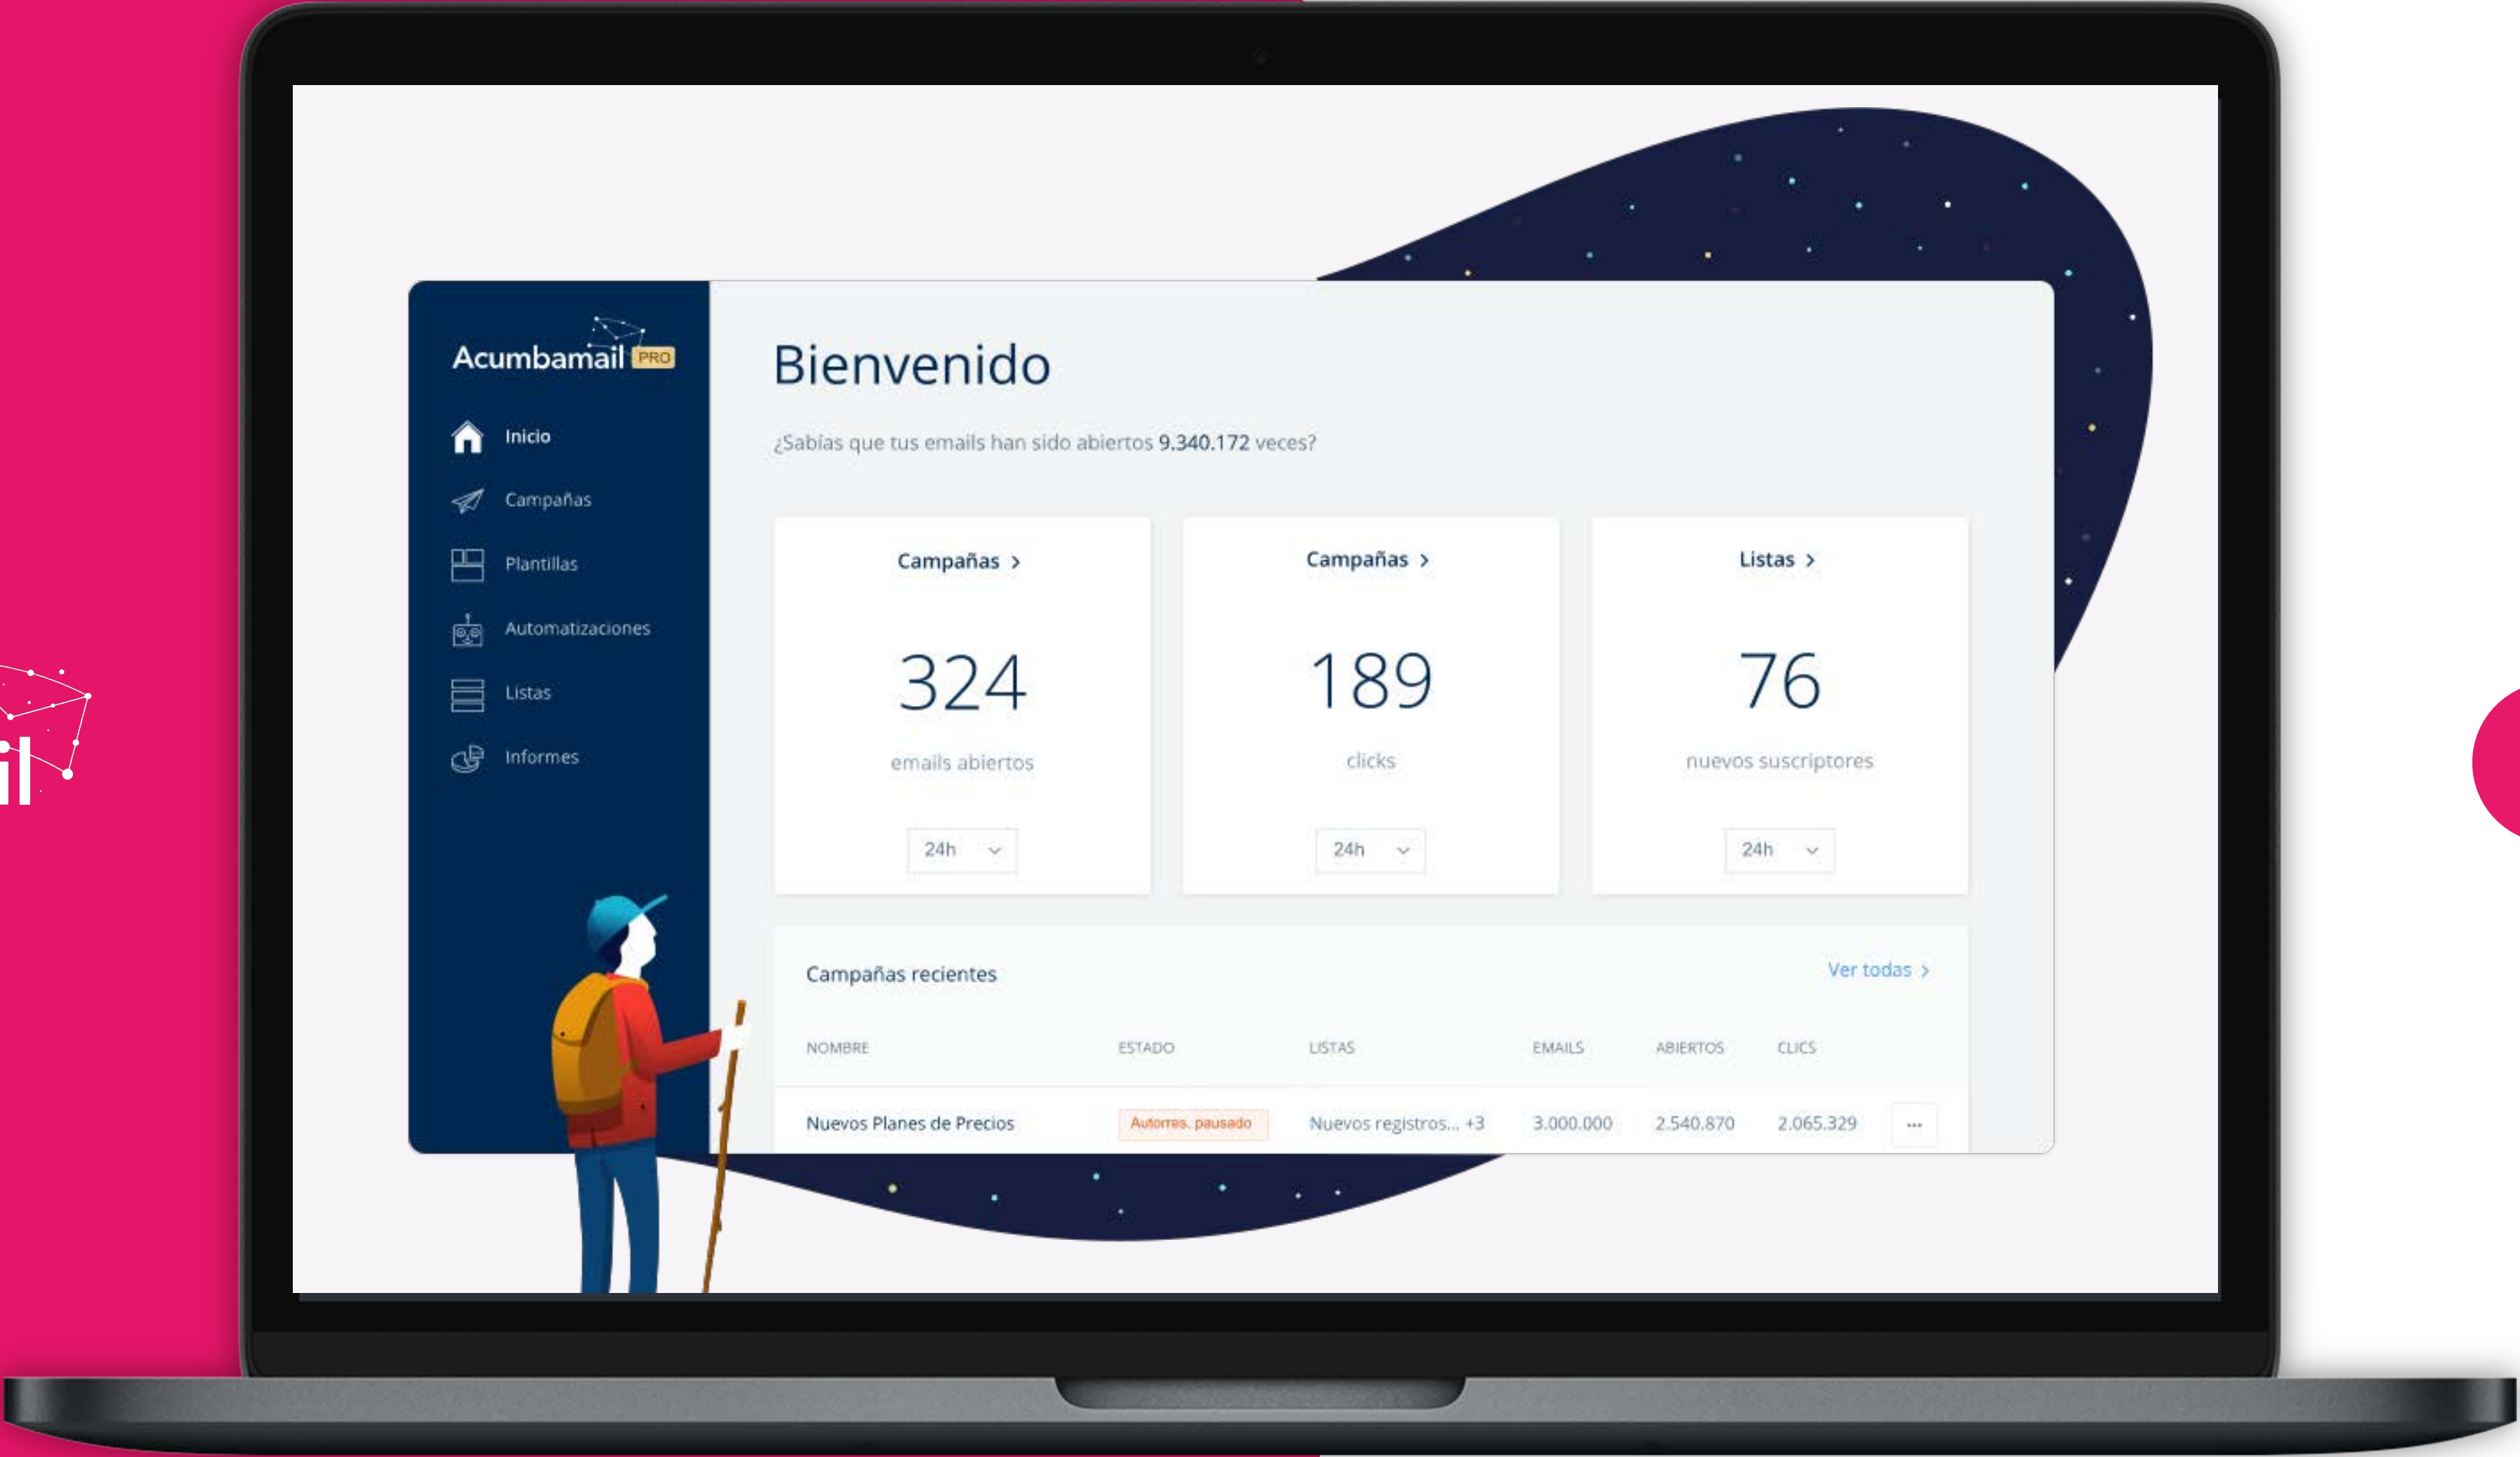 il
Acumbamail PRO
Inicio
Campañas
Plantillas
Automatizaciones
Listas
Informes
Bienvenido
¿Sabías que tus emails han sido abiertos 9.340.172 veces?
Campañas >
324
emails abiertos
24h
Campañas >
189
clicks
24h
Listas >
76
nuevos suscriptores
24h
Campañas recientes
Ver todas >
NOMBRE ESTADO LISTAS EMAILS ABIERTOS CLICS
Nuevos Planes de Precios Autorres. pausado Nuevos registros... +3 3.000.000 2.540.870 2.065.329 ...